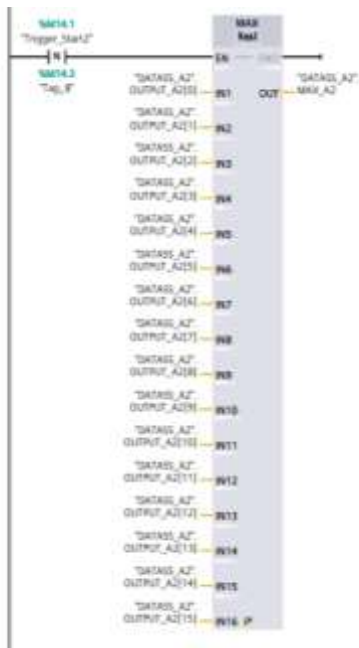 %M14.1
"Trigger_Start2"
N
%M14.2
"Tag_8"
MAX
Real
EN
ENO
"DATASS_A2".
OUTPUT_A2[0]
IN1
OUT
"DATASS_A2".
MAX_A2
"DATASS_A2".
OUTPUT_A2[1]
IN2
"DATASS_A2".
OUTPUT_A2[2]
IN3
"DATASS_A2".
OUTPUT_A2[3]
IN4
"DATASS_A2".
OUTPUT_A2[4]
IN5
"DATASS_A2".
OUTPUT_A2[5]
IN6
"DATASS_A2".
OUTPUT_A2[6]
IN7
"DATASS_A2".
OUTPUT_A2[7]
IN8
"DATASS_A2".
OUTPUT_A2[8]
IN9
"DATASS_A2".
OUTPUT_A2[9]
IN10
"DATASS_A2".
OUTPUT_A2[10]
IN11
"DATASS_A2".
OUTPUT_A2[11]
IN12
"DATASS_A2".
OUTPUT_A2[12]
IN13
"DATASS_A2".
OUTPUT_A2[13]
IN14
"DATASS_A2".
OUTPUT_A2[14]
IN15
"DATASS_A2".
OUTPUT_A2[15]
IN16